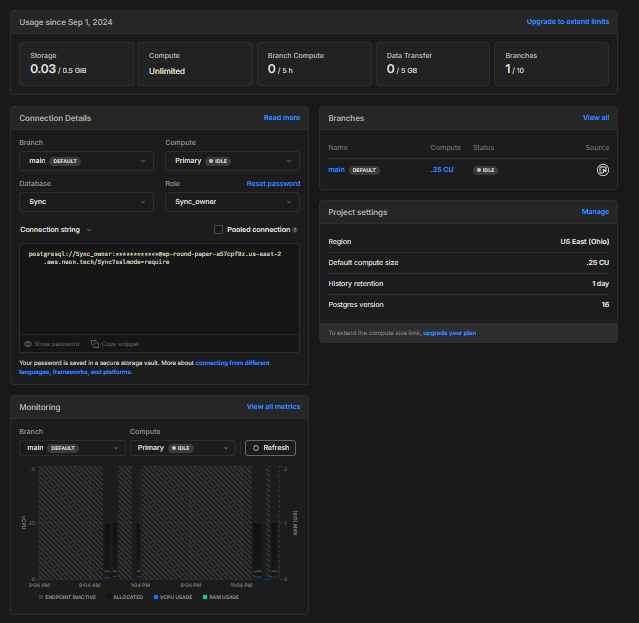 Usage since Sep 1, 2024
Upgrade to extend limits
Storage
0.03 / 0.5 GiB
Compute
Unlimited
Branch Compute
0 / 5 h
Data Transfer
0 / 5 GB
Branches
1 / 10
Connection Details
Read more
Branch
main DEFAULT
Compute
Primary IDLE
Database
Sync
Role
Reset password
Sync_owner
Connection string
Pooled connection
postgresql://Sync_owner:************@ep-round-paper-a57cpf9z.us-east-2
.aws.neon.tech/Sync?sslmode=require
Show password
Copy snippet
Your password is saved in a secure storage vault. More about connecting from different
languages, frameworks, and platforms.
Branches
View all
Name Compute Status Source
main DEFAULT .25 CU IDLE
Project settings
Manage
Region US East (Ohio)
Default compute size .25 CU
History retention 1 day
Postgres version 16
To extend the compute size limit, upgrade your plan
Monitoring
View all metrics
Branch
main DEFAULT
Compute
Primary IDLE
Refresh
.5 2
VCPU .25 1 RAM (GiB)
0 0
3:04 AM 8:04 AM 1:04 PM 6:04 PM 11:04 PM
ENDPOINT INACTIVE ALLOCATED VCPU USAGE RAM USAGE